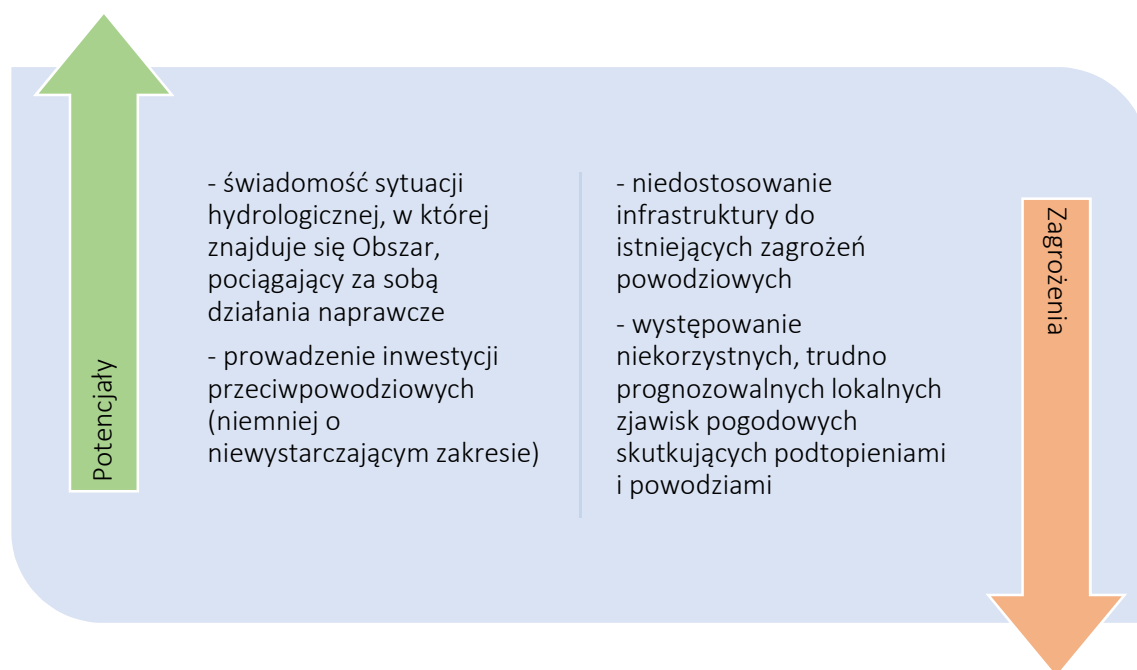 Potencjały
- świadomość sytuacji
hydrologicznej, w której
znajduje się Obszar,
pociągający za sobą
działania naprawcze
- prowadzenie inwestycji
przeciwpowodziowych
(niemniej o
niewystarczającym zakresie)
- niedostosowanie
infrastruktury do
istniejących zagrożeń
powodziowych
- występowanie
niekorzystnych, trudno
prognozowalnych lokalnych
zjawisk pogodowych
skutkujących podtopieniami
i powodziami
Zagrożenia